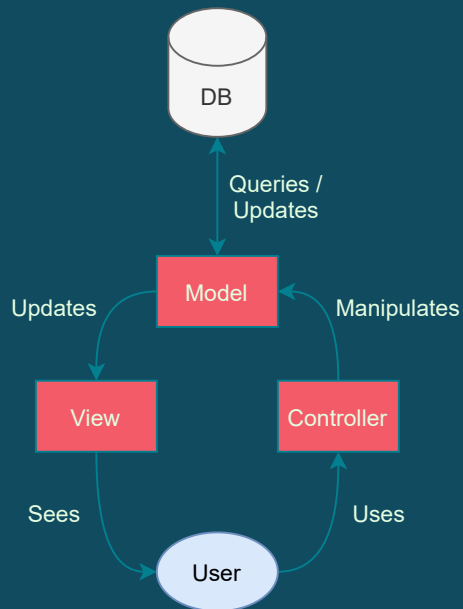 DB
Queries /
Updates
Model
Updates
Manipulates
View
Controller
Sees
Uses
User